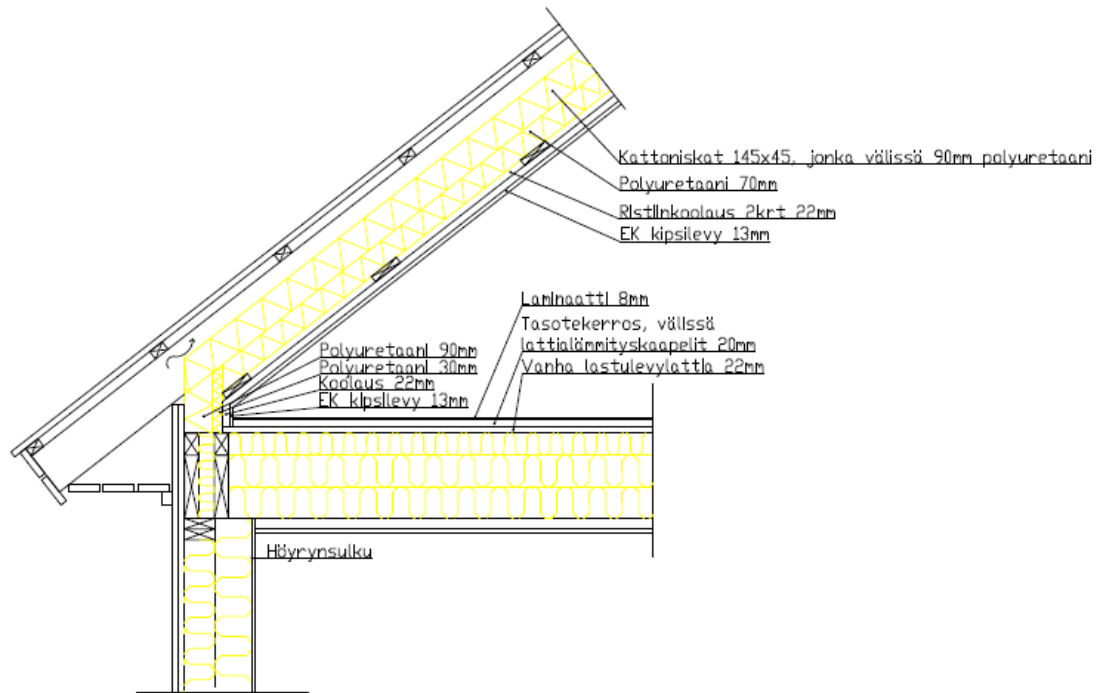 Kattoniskat 145x45, jonka välissä 90mm polyuretaani
Polyuretaani 70mm
Ristiinkoolaus 2krt 22mm
EK kipsilevy 13mm
Laminaatti 8mm
Tasotekerros, välissä
lattialämmityskaapelit 20mm
Vanha lastulevylattia 22mm
Polyuretaani 90mm
Polyuretaani 30mm
Koolaus 22mm
EK kipsilevy 13mm
Höyrynsulku